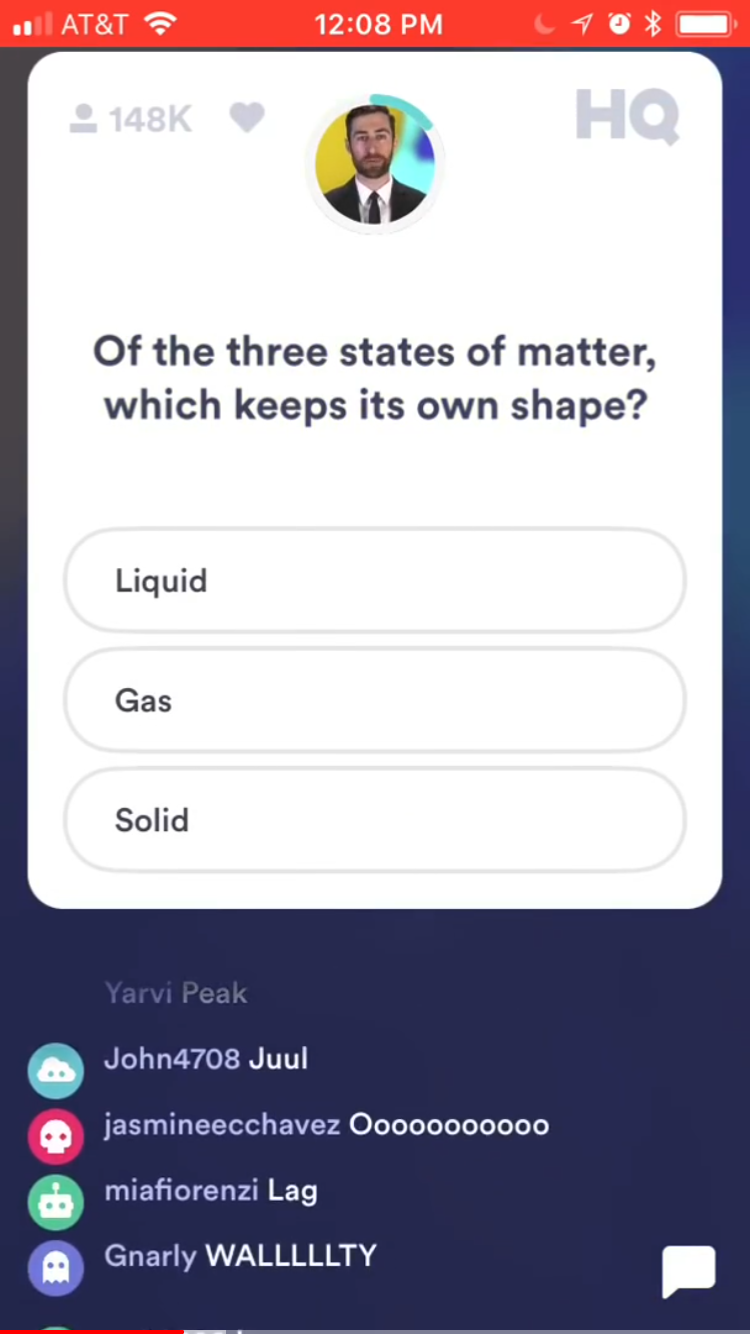 AT&T 12:08 PM
148K HQ
Of the three states of matter,
which keeps its own shape?
Liquid
Gas
Solid
Yarvi Peak
John4708 Juul
jasmineecchavez Ooooooooooo
miafiorenzi Lag
Gnarly WALLLLLTY